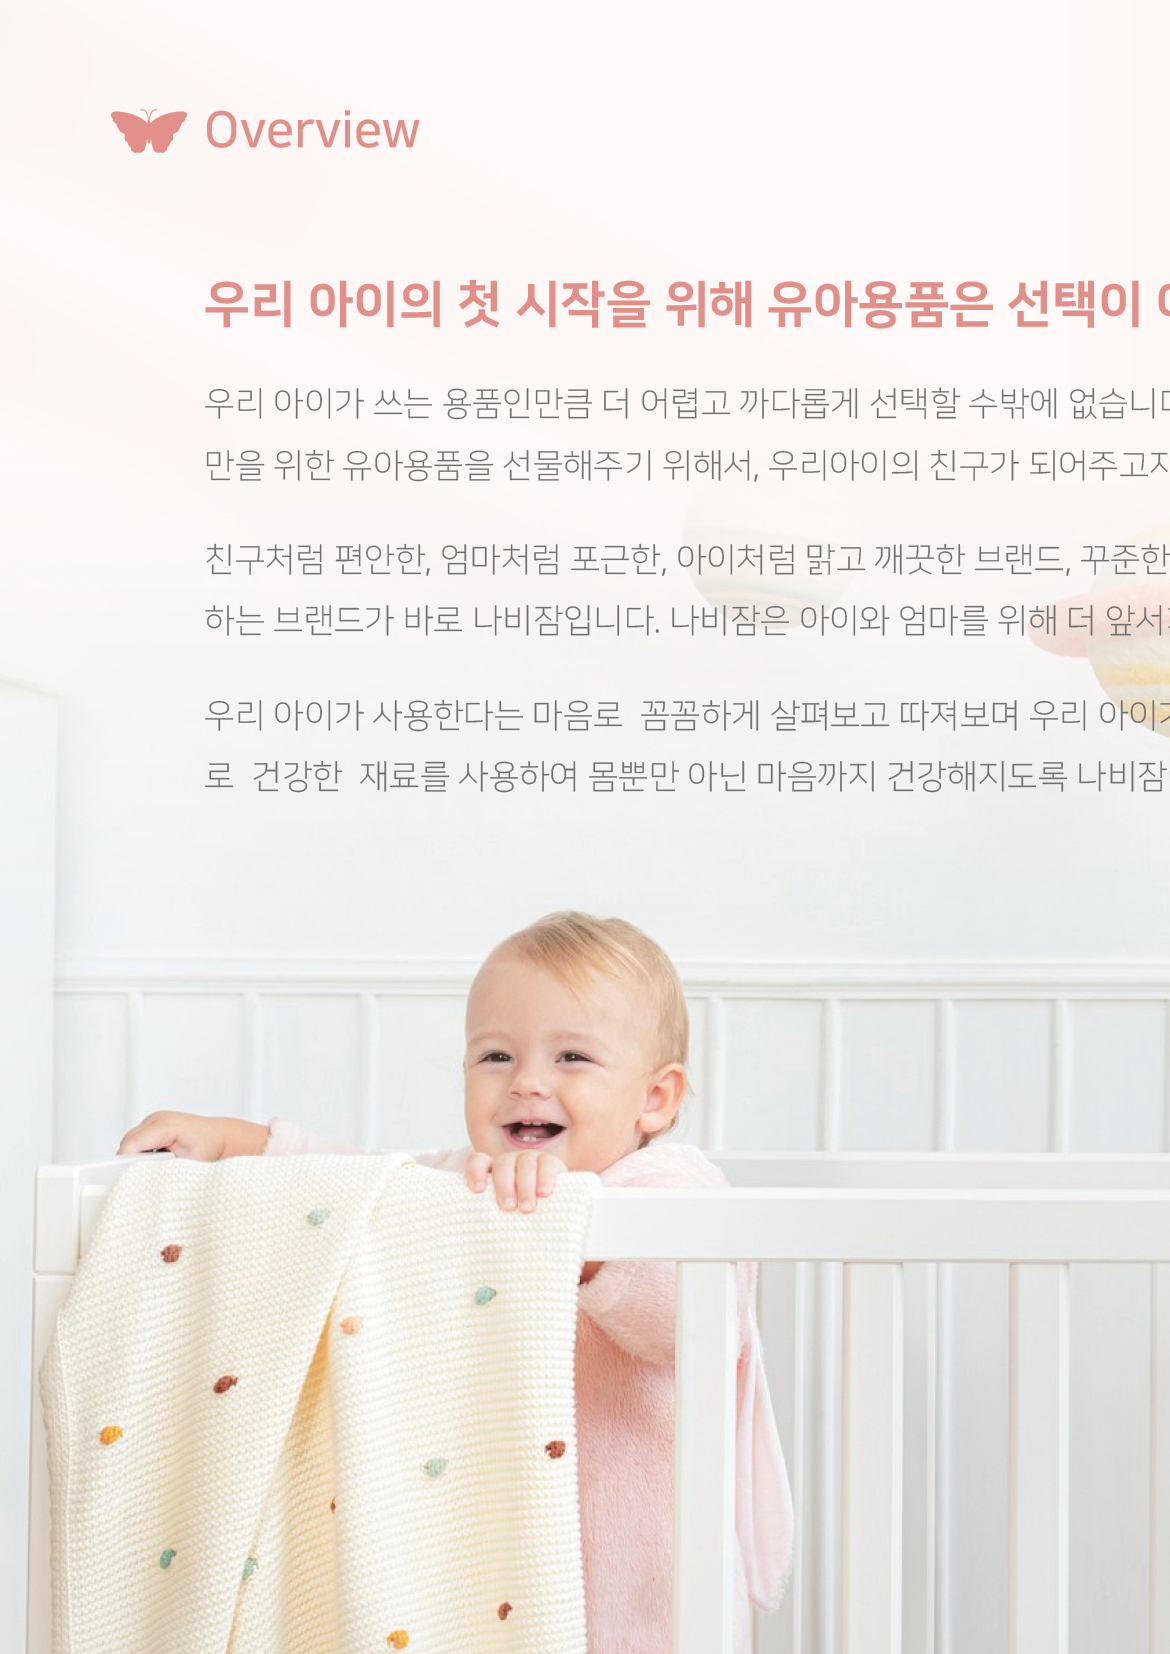 Overview
우리 아이의 첫 시작을 위해 유아용품은 선택이
우리 아이가 쓰는 용품인만큼 더 어렵고 까다롭게 선택할 수밖에
만을 위한 유아용품을 선물해주기 위해서, 우리아이의 친구가
친구처럼 편안한, 엄마처럼 포근한, 아이처럼 맑고 깨끗한 브랜드, 꾸준한
하는 브랜드가 바로 나비잠입니다. 나비잠은 아이와 엄마를 위해 더
우리 아이가 사용한다는 마음로 꼼꼼하게 살펴보고 따져보며 우리
로 건강한 재료를 사용하여 몸뿐만 아닌 마음까지 건강해지도록 나비잠